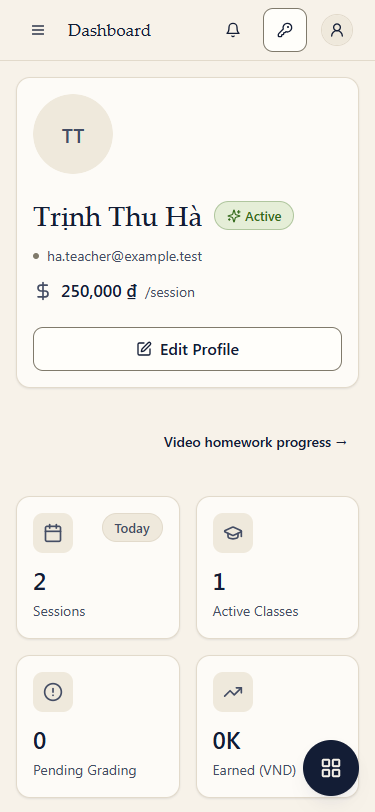 Dashboard
TT
Trịnh Thu Hà
Active
ha.teacher@example.test
250,000 ₫ /session
Edit Profile
Video homework progress →
Today
2
Sessions
1
Active Classes
0
Pending Grading
0K
Earned (VND)